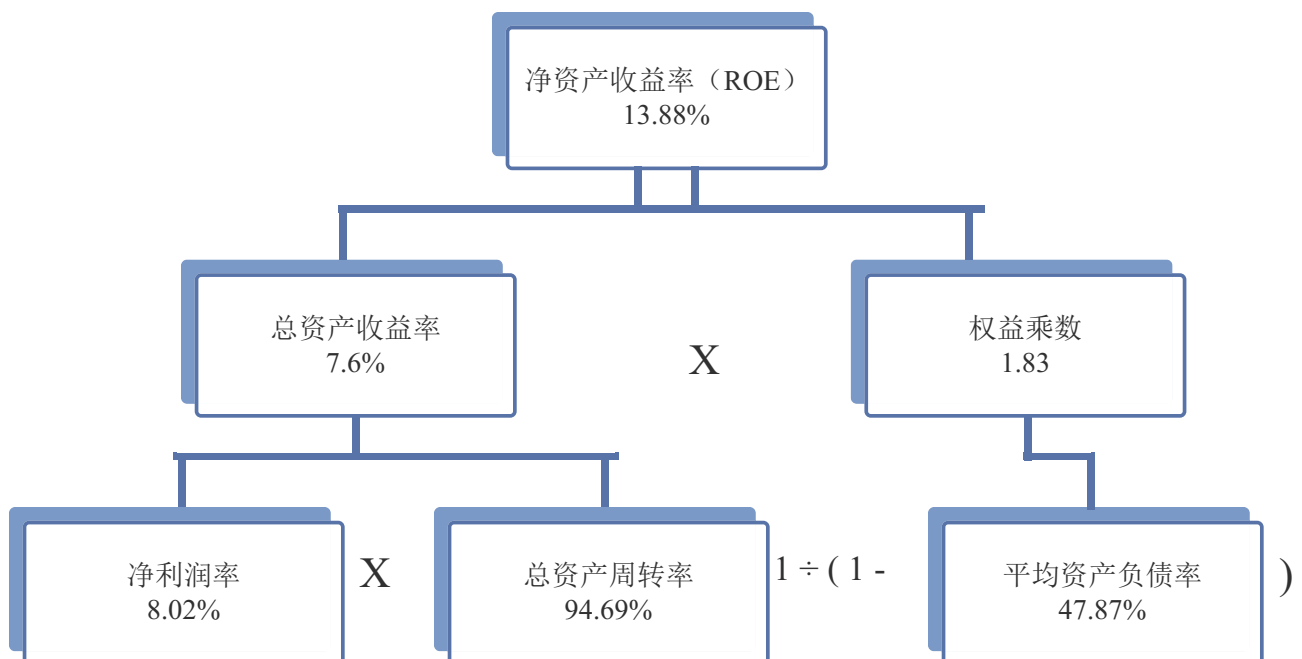 净资产收益率（ROE）
13.88%
总资产收益率
7.6%
X
权益乘数
1.83
净利润率
8.02%
X
总资产周转率
94.69%
1 ÷ ( 1 -
平均资产负债率
47.87%
)